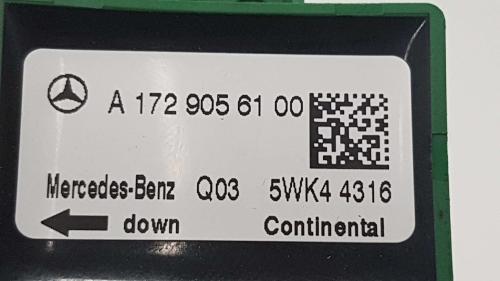 A 172 905 61 00
Mercedes-Benz Q03 5WK4 4316
down Continental